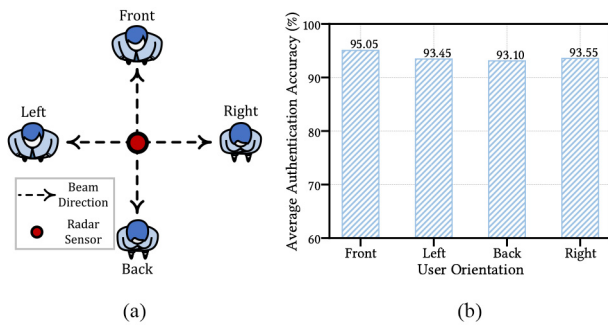 Front
Left
Right
Beam
Direction
Radar
Sensor
Back
(a)
Average Authentication Accuracy (%)
100
90
80
70
60
95.05
93.45
93.10
93.55
Front
Left
Back
Right
User Orientation
(b)